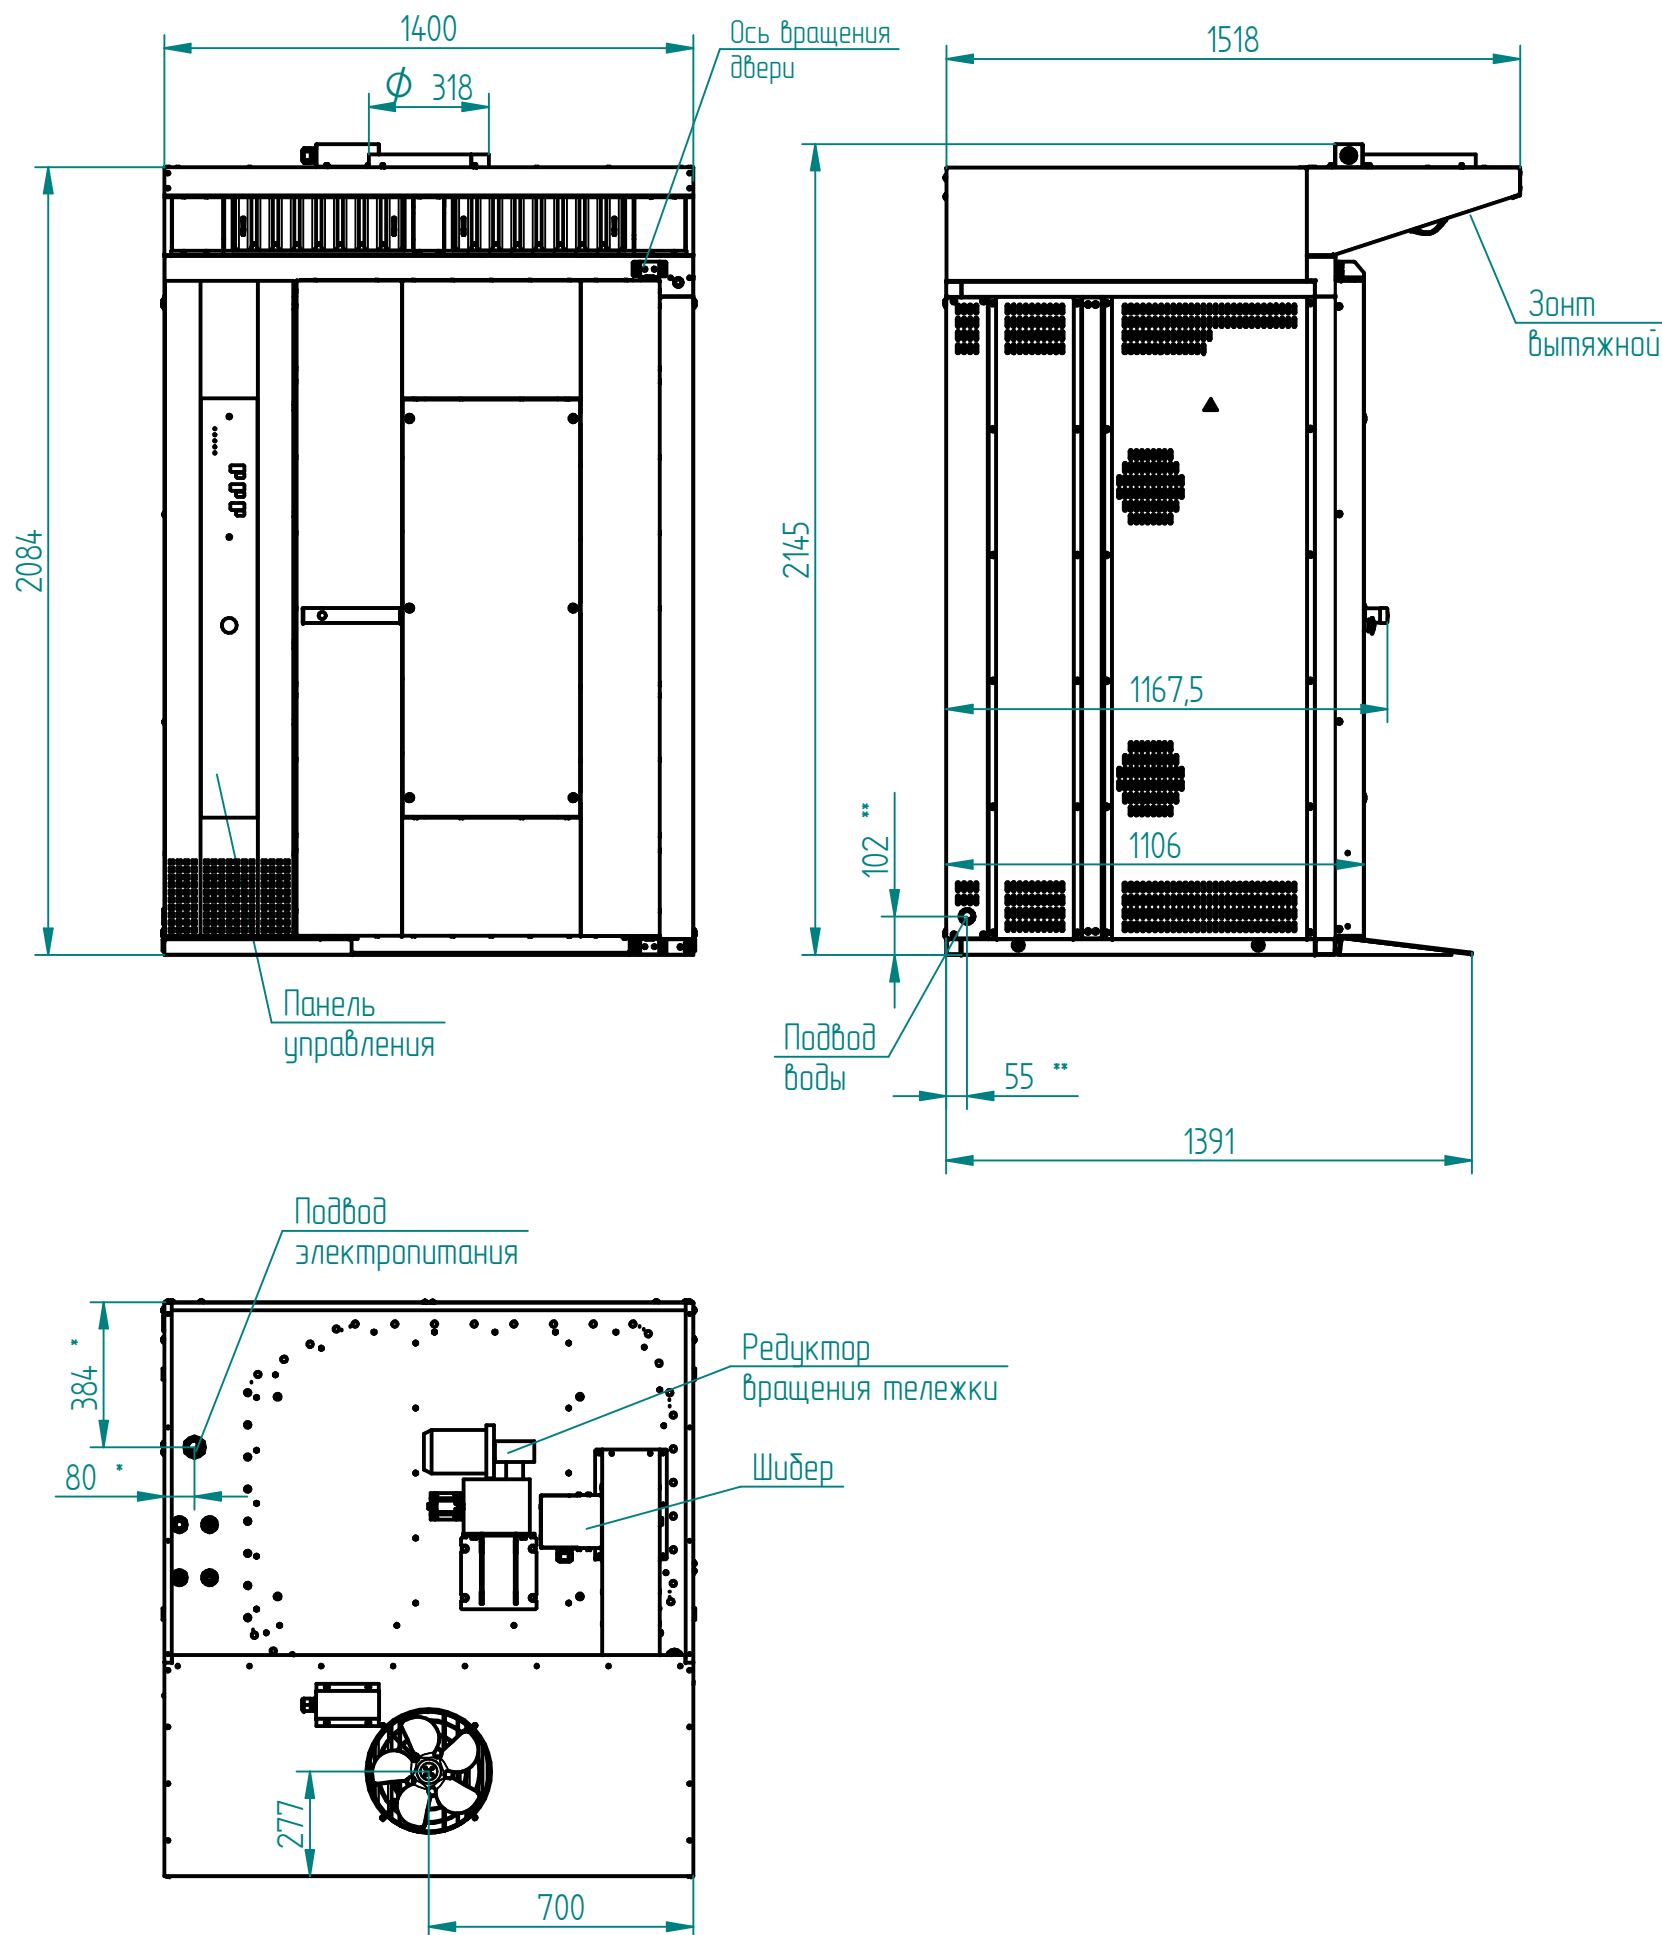 1400
Ø 318
Ось вращения
двери
1518
Зонт
вытяжной
2084
2145
1167,5
1106
102 **
Панель
управления
Подвод
воды
55 **
1391
Подвод
электропитания
384 *
80 *
Редуктор
вращения тележки
Шибер
277
700